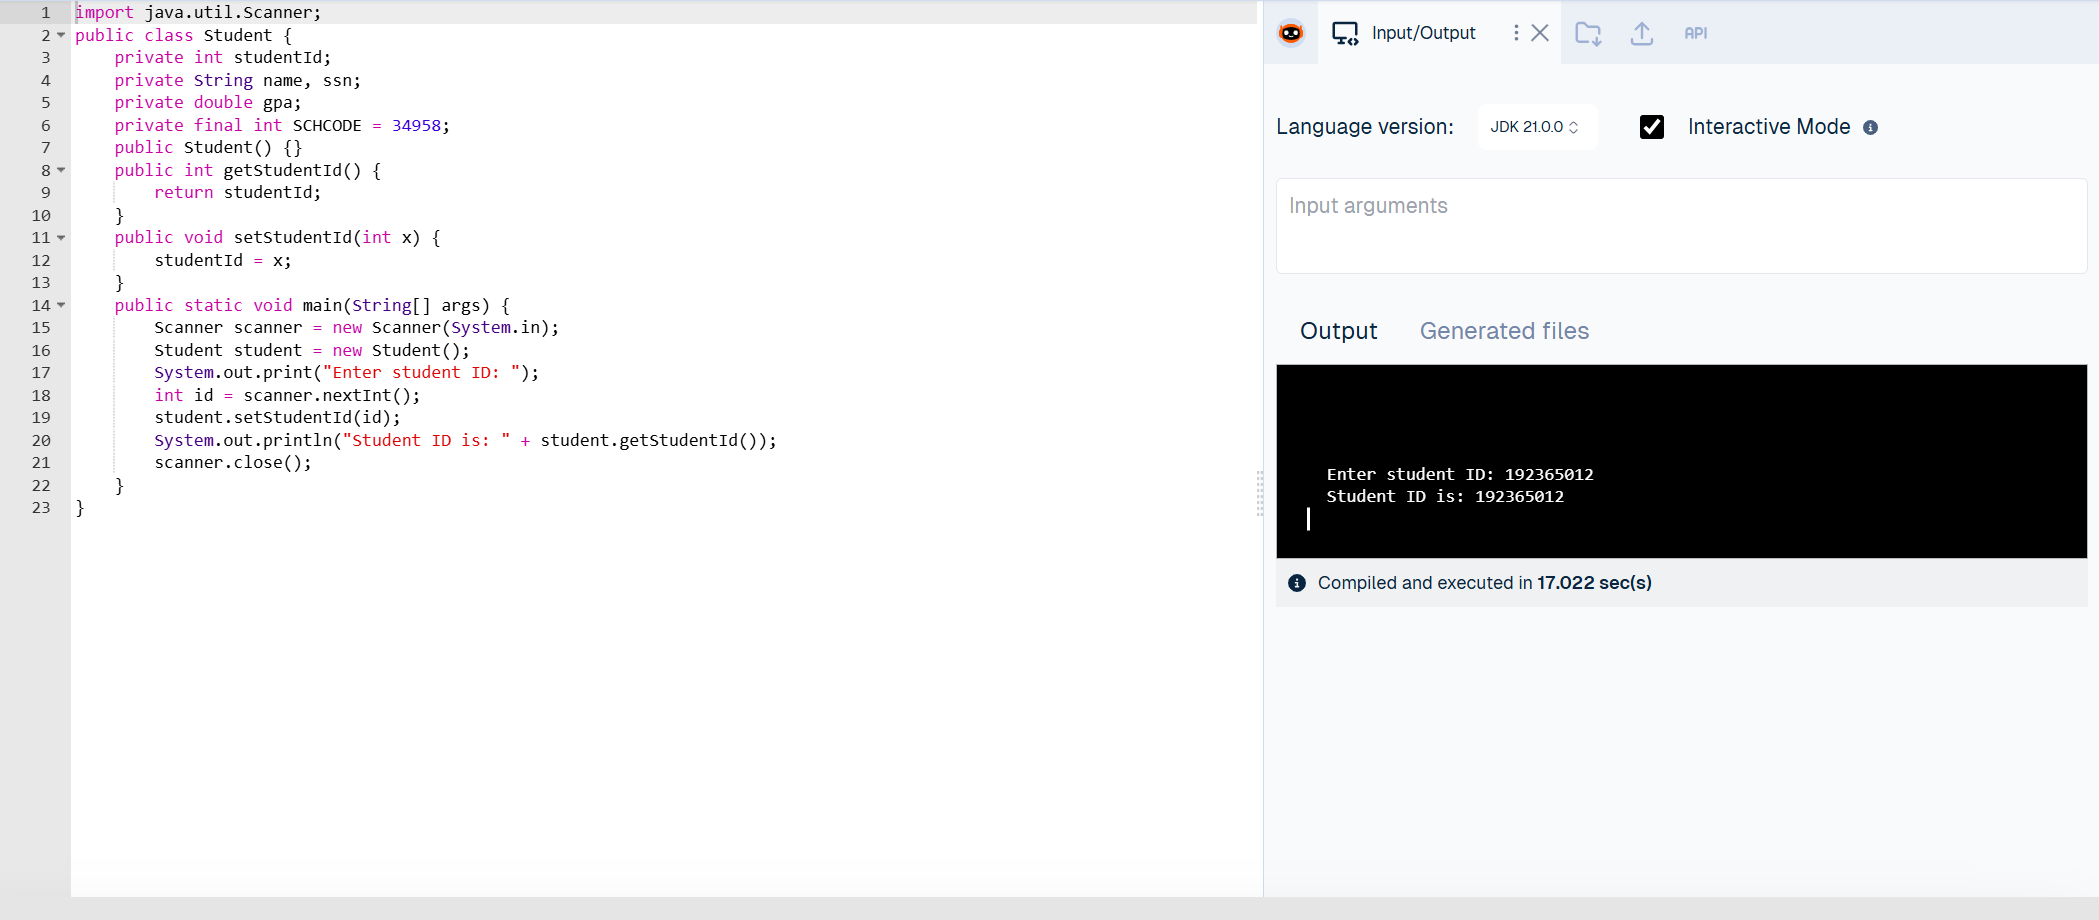 1 import java.util.Scanner;
2 public class Student {
3     private int studentId;
4     private String name, ssn;
5     private double gpa;
6     private final int SCHCODE = 34958;
7     public Student() {}
8     public int getStudentId() {
9         return studentId;
10     }
11     public void setStudentId(int x) {
12         studentId = x;
13     }
14     public static void main(String[] args) {
15         Scanner scanner = new Scanner(System.in);
16         Student student = new Student();
17         System.out.print("Enter student ID: ");
18         int id = scanner.nextInt();
19         student.setStudentId(id);
20         System.out.println("Student ID is: " + student.getStudentId());
21         scanner.close();
22     }
23 }
Input/Output
API
Language version: JDK 21.0.0 Interactive Mode
Input arguments
Output Generated files
Enter student ID: 192365012
Student ID is: 192365012
Compiled and executed in 17.022 sec(s)